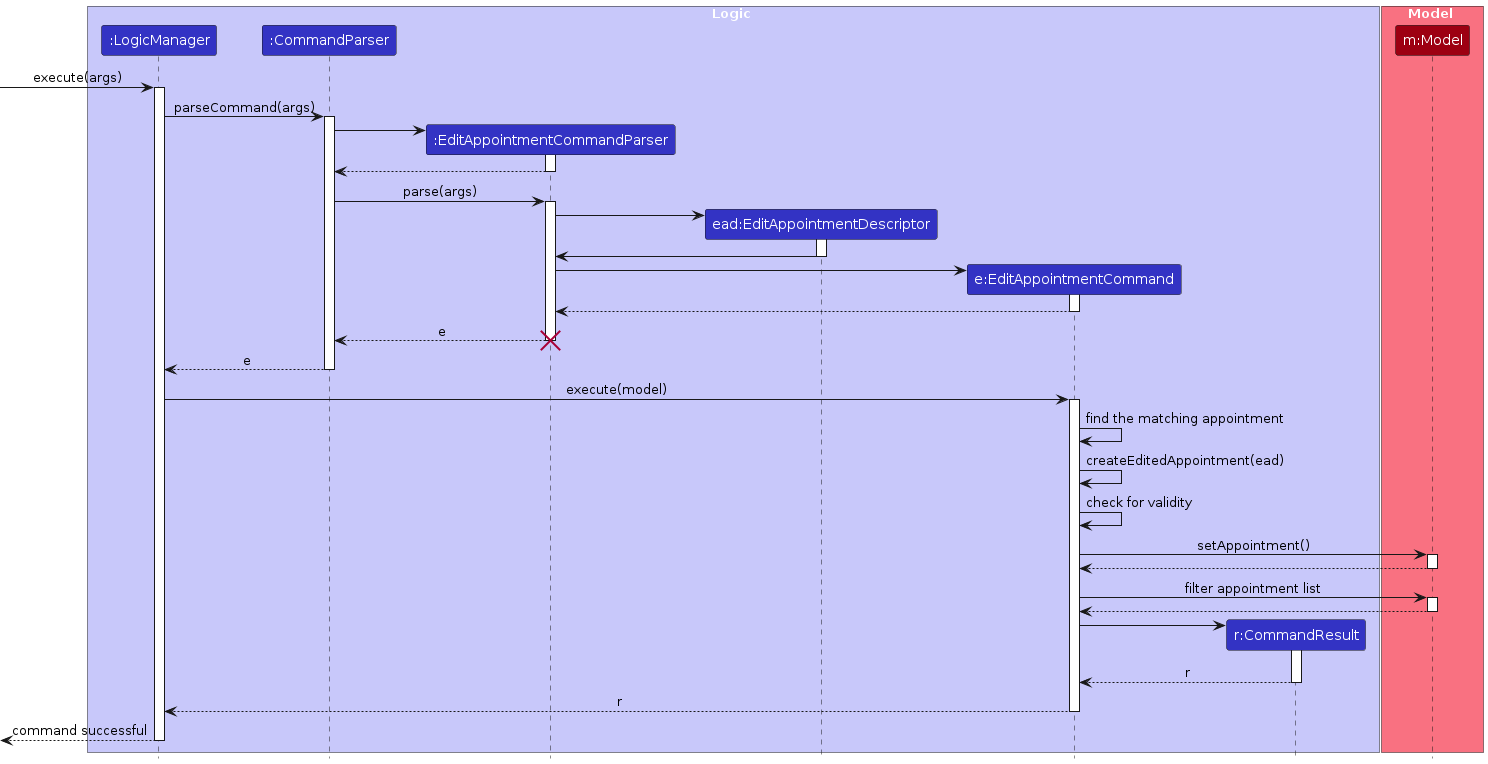 Logic
Model
:LogicManager
:CommandParser
m:Model
execute(args)
parseCommand(args)
:EditAppointmentCommandParser
parse(args)
ead:EditAppointmentDescriptor
e:EditAppointmentCommand
e
e
execute(model)
find the matching appointment
createEditedAppointment(ead)
check for validity
setAppointment()
filter appointment list
r:CommandResult
r
r
command successful